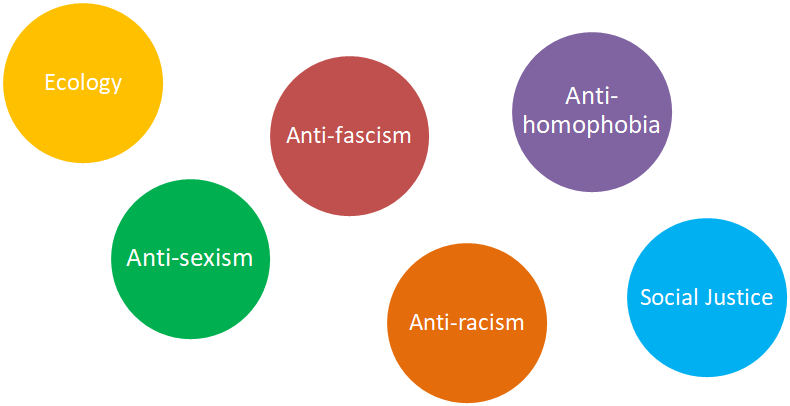 Ecology
Anti-fascism
Anti-
homophobia
Anti-sexism
Anti-racism
Social Justice